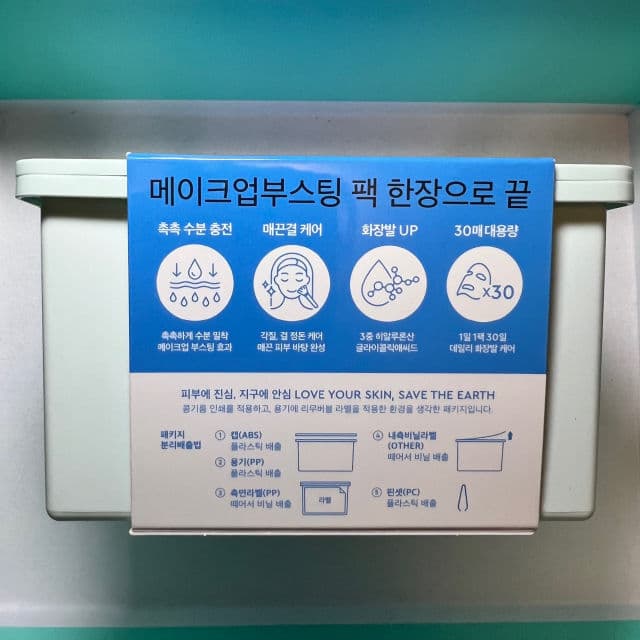 메이크업부스팅 팩 한장으로 끝
촉촉 수분 충전
매끈결 케어
화장발 UP
30매 대용량
x30
촉촉하게 수분 밀착
메이크업 부스팅 효과
각질, 결 정돈 케어
매끈 피부 바탕 완성
3중 히알루론산
글라이콜릭애씨드
1일 1팩 30일
데일리 화장발 케어
피부에 진심, 지구에 안심 LOVE YOUR SKIN, SAVE THE EARTH
콩기름 인쇄를 적용하고, 용기에 리무버블 라벨을 적용한 환경을 생각한 패키지입니다.
패키지
분리배출법
① 캡(ABS)
플라스틱 배출
② 용기(PP)
플라스틱 배출
③ 측면라벨(PP)
떼어서 비닐 배출
라벨
④ 내측비닐라벨
(OTHER)
떼어서 비닐 배출
⑤ 핀셋(PC)
플라스틱 배출